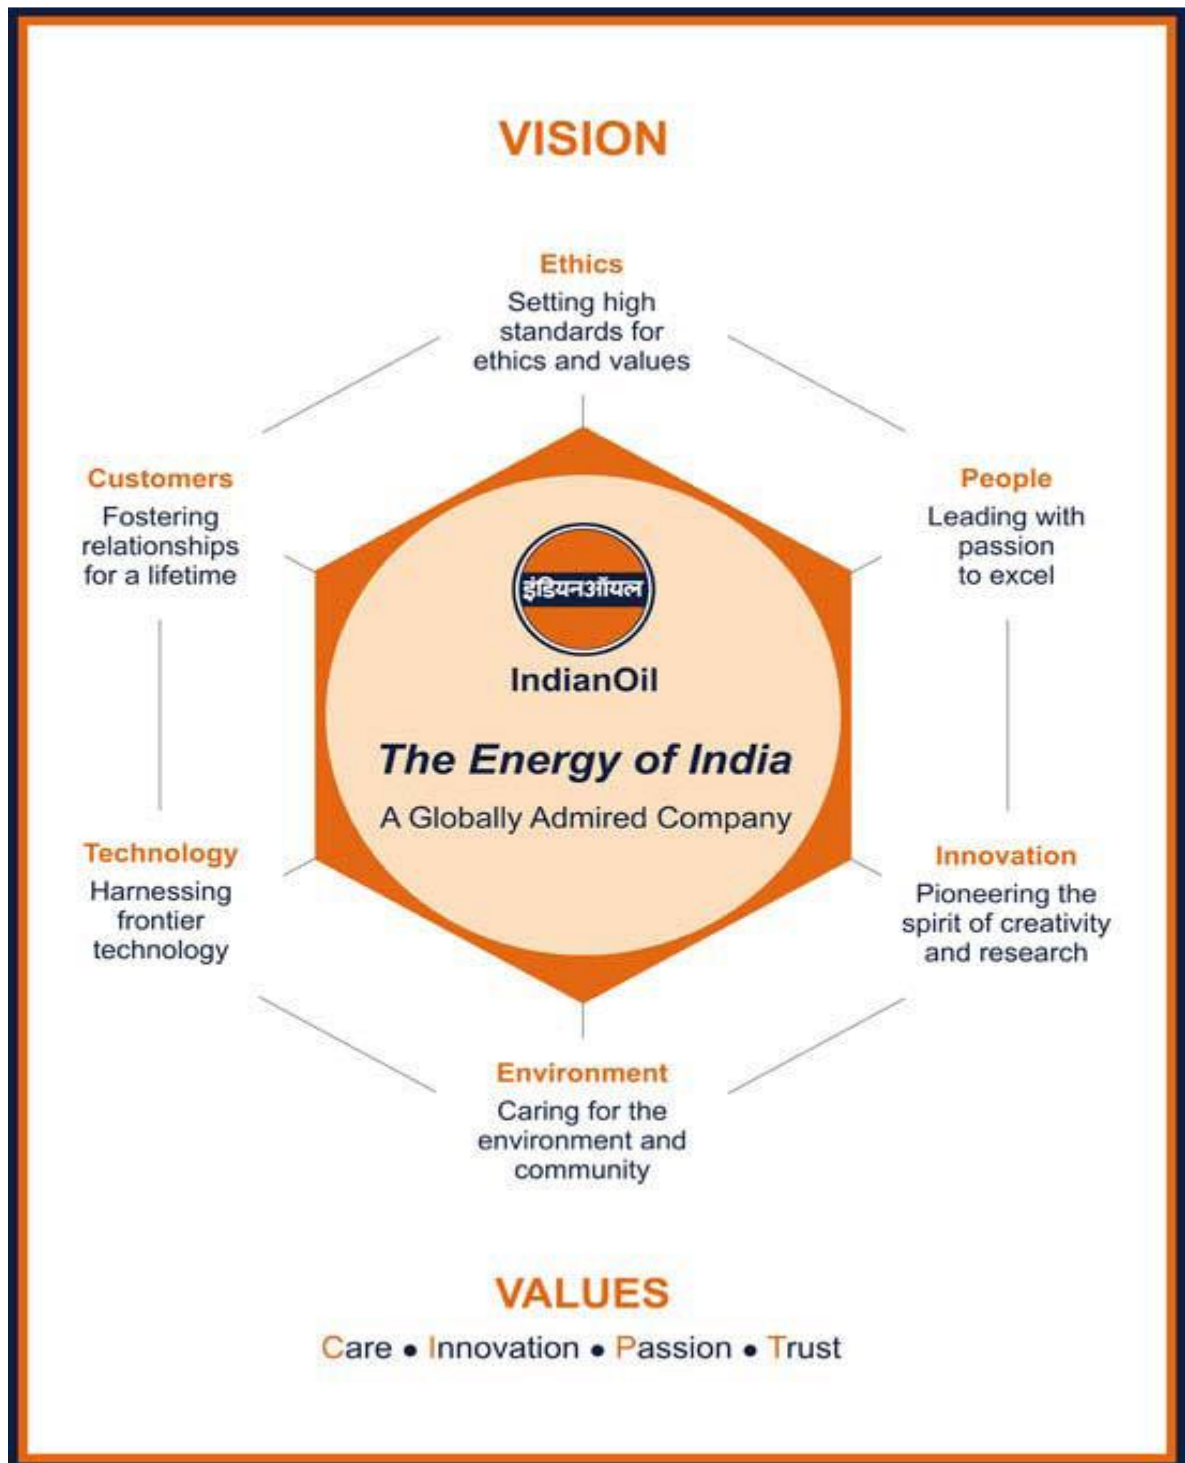 VISION
Ethics
Setting high
standards for
ethics and values
Customers
Fostering
relationships
for a lifetime
People
Leading with
passion
to excel
इंडियनऑयल
IndianOil
The Energy of India
A Globally Admired Company
Technology
Harnessing
frontier
technology
Innovation
Pioneering the
spirit of creativity
and research
Environment
Caring for the
environment and
community
VALUES
Care • Innovation • Passion • Trust